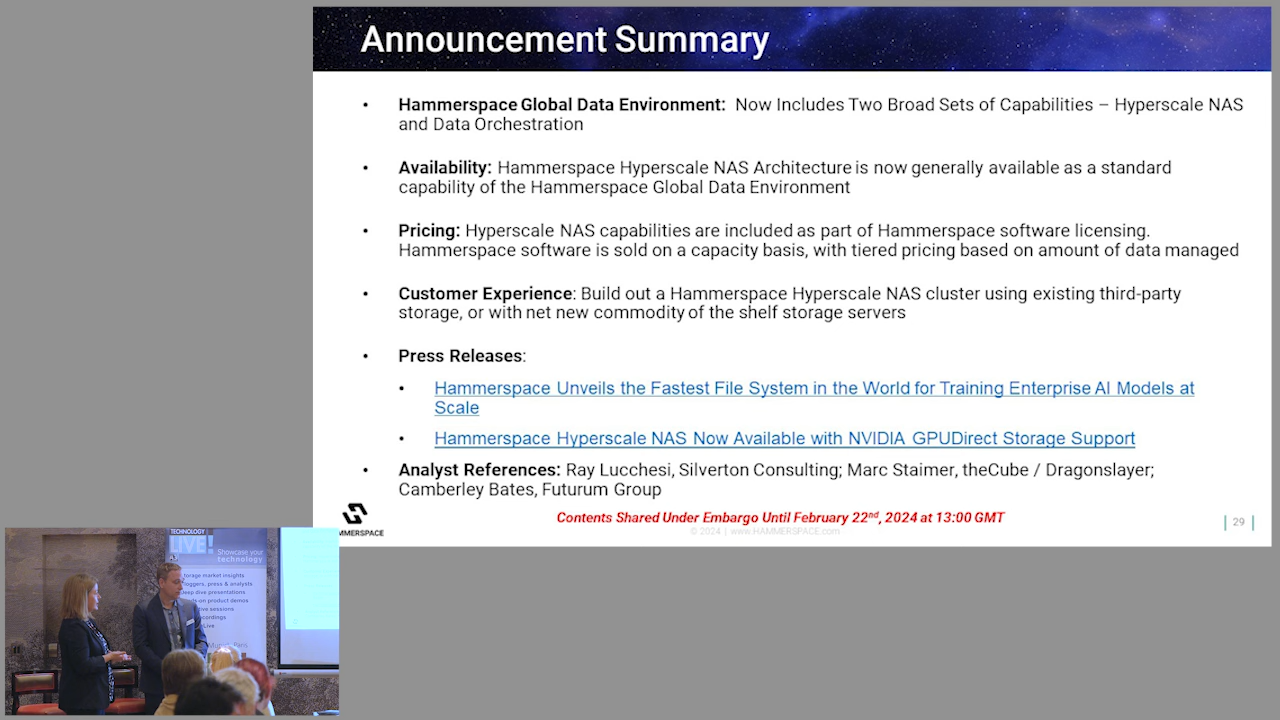 Announcement Summary
• Hammerspace Global Data Environment: Now Includes Two Broad Sets of Capabilities – Hyperscale NAS
and Data Orchestration
• Availability: Hammerspace Hyperscale NAS Architecture is now generally available as a standard
capability of the Hammerspace Global Data Environment
• Pricing: Hyperscale NAS capabilities are included as part of Hammerspace software licensing.
Hammerspace software is sold on a capacity basis, with tiered pricing based on amount of data managed
• Customer Experience: Build out a Hammerspace Hyperscale NAS cluster using existing third-party
storage, or with net new commodity of the shelf storage servers
• Press Releases:
• Hammerspace Unveils the Fastest File System in the World for Training Enterprise AI Models at
Scale
• Hammerspace Hyperscale NAS Now Available with NVIDIA GPUDirect Storage Support
• Analyst References: Ray Lucchesi, Silverton Consulting; Marc Staimer, theCube / Dragonslayer;
Camberley Bates, Futurum Group
Contents Shared Under Embargo Until February 22nd, 2024 at 13:00 GMT
© 2024 | www.HAMMERSPACE.com
| 29 |
MMERSPACE
TECHNOLOGY
LIVE!
Showcase your
technology
torage market insights
loggers, press & analysts
deep dive presentations
on product demos
sessions
Live